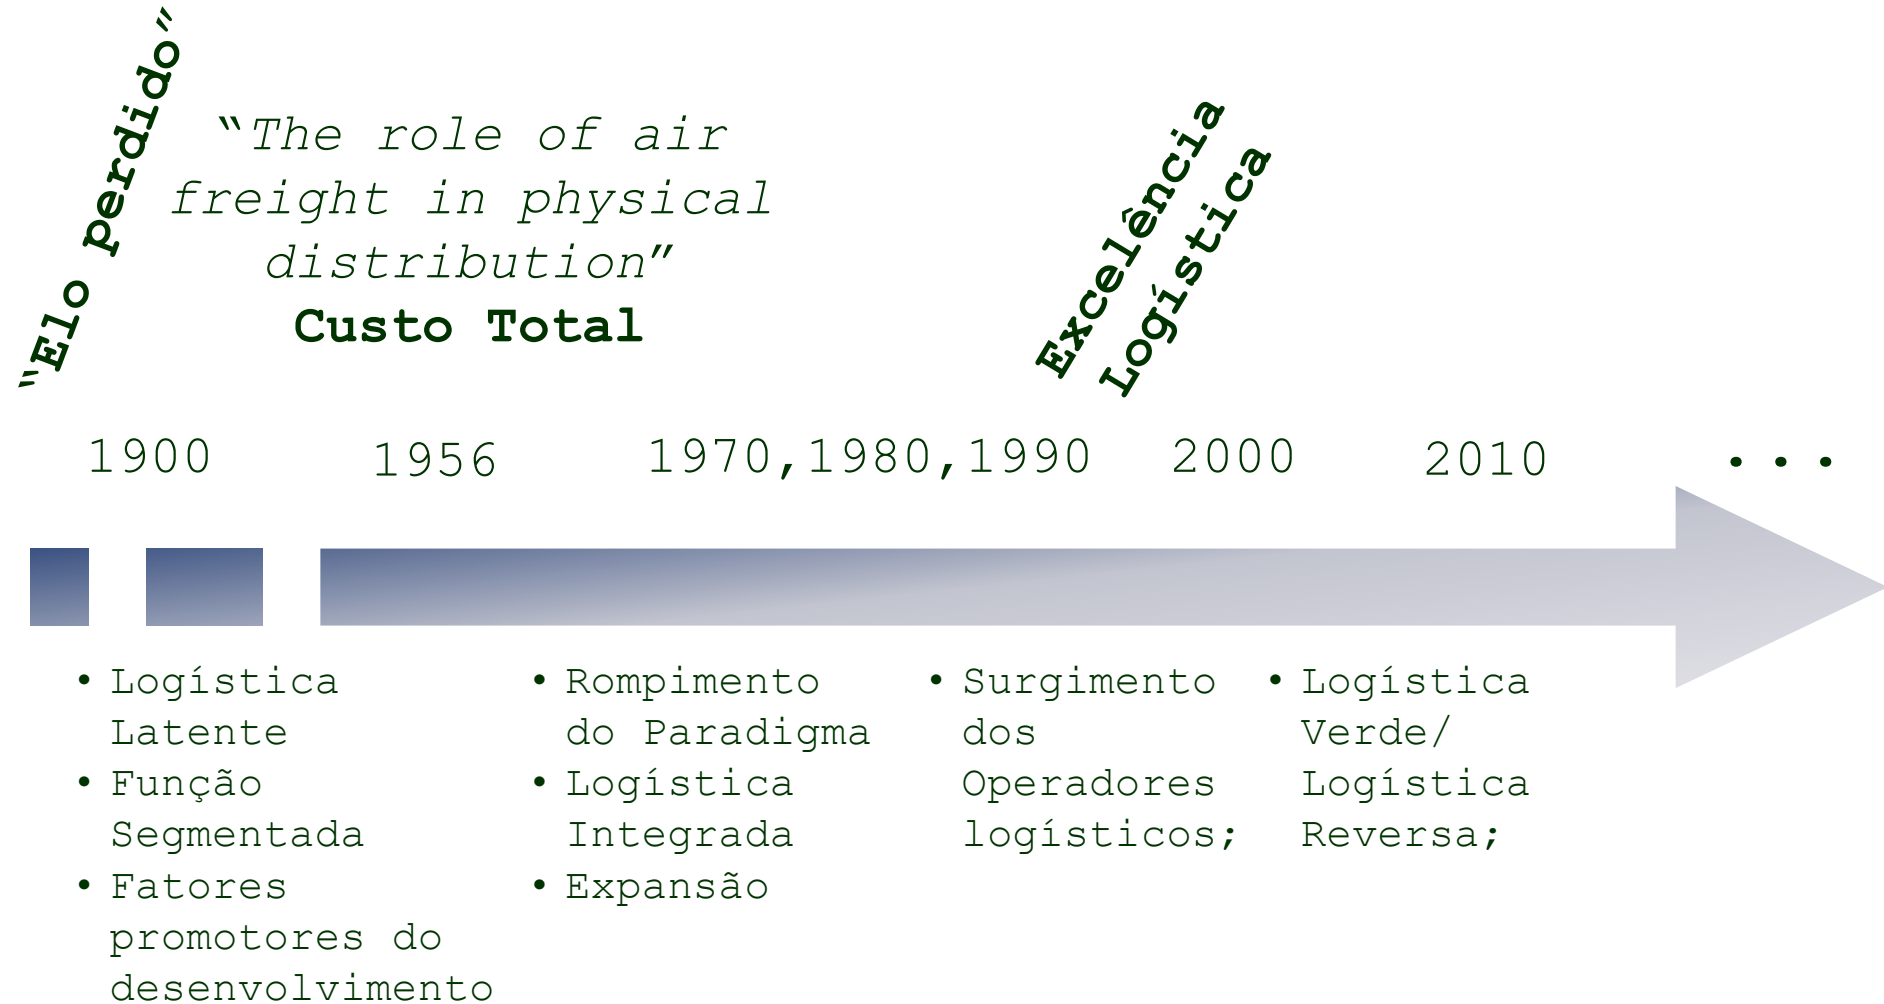 "Elo perdido"
“The role of air
freight in physical
distribution”
Custo Total
Excelência
Logística
1900
1956
1970,1980,1990
2000
2010
...
• Logística
Latente
• Função
Segmentada
• Fatores
promotores do
desenvolvimento
• Rompimento
do Paradigma
• Logística
Integrada
• Expansão
• Surgimento
dos
Operadores
logísticos;
• Logística
Verde/
Logística
Reversa;